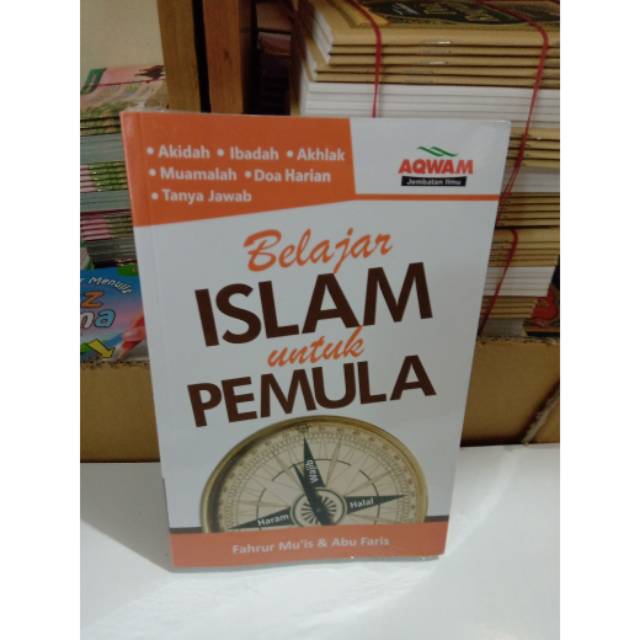 • Akidah • Ibadah • Akhlak
• Muamalah • Doa Harian
• Tanya Jawab
AQWAM
Jembatan Ilmu
Belajar
ISLAM
untuk
PEMULA
Wajib
Haram
Halal
Fahrur Mu'is & Abu Faris
Menulis